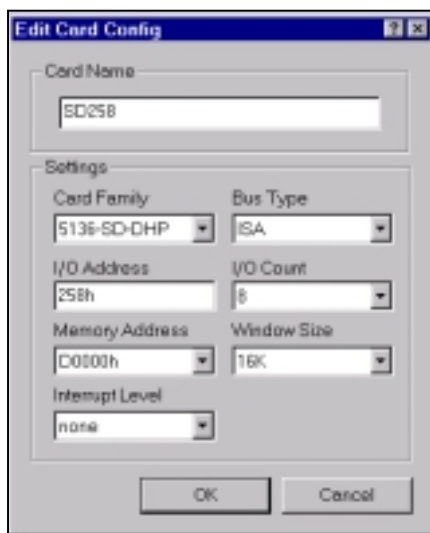 Edit Card Config
Card Name
SD258
Settings
Card Family Bus Type
5136-SD-DHP ISA
I/O Address I/O Count
258h 8
Memory Address Window Size
D0000h 16K
Interrupt Level
none
OK Cancel